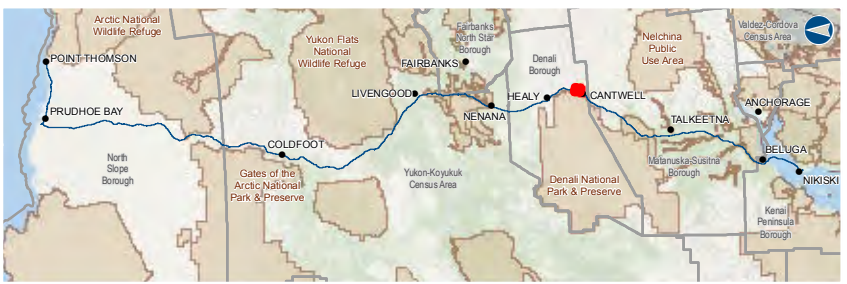 Arctic National
Wildlife Refuge
POINT THOMSON
PRUDHOE BAY
North
Slope
Borough
COLDFOOT
Gates of the
Arctic National
Park & Preserve
Yukon Flats
National
Wildlife Refuge
LIVENGOOD
FAIRBANKS
Fairbanks
North Star
Borough
NENANA
Yukon-Koyukuk
Census Area
Denali
Borough
HEALY
CANTWELL
Denali National
Park & Preserve
Nelchina
Public
Use Area
TALKEETNA
Matanuska-Susitna
Borough
Valdez-Cordova
Census Area
ANCHORAGE
BELUGA
NIKISKI
Kenai
Peninsula
Borough